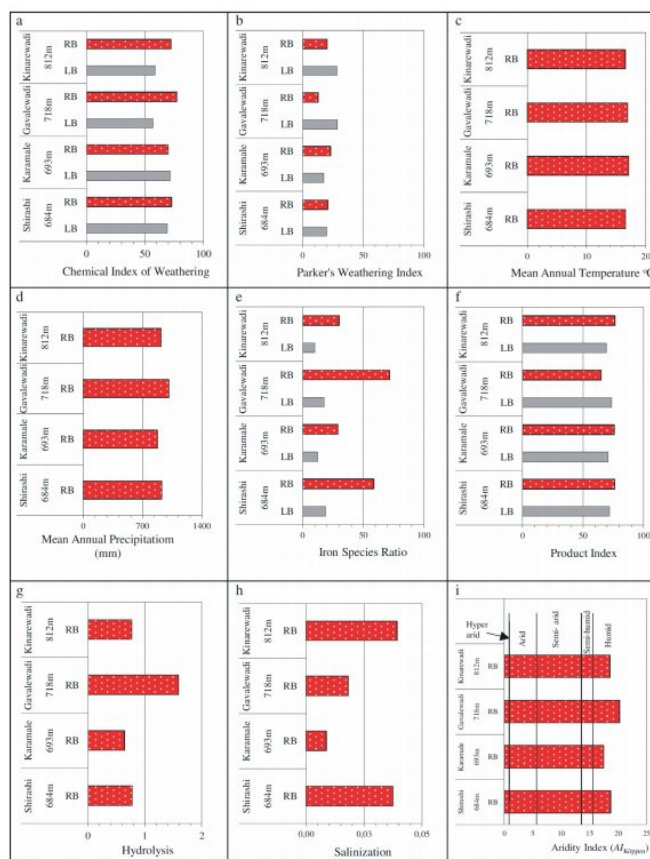 a
Kinarewadi
812m
RB
LB
Gavalewadi
718m
RB
LB
Karamale
693m
RB
LB
Shirashi
684m
RB
LB
0
50
100
Chemical Index of Weathering
b
Kinarewadi
812m
RB
LB
Gavalewadi
718m
RB
LB
Karamale
693m
RB
LB
Shirashi
684m
RB
LB
0
50
100
Parker's Weathering Index
c
Kinarewadi
812m
RB
Gavalewadi
718m
RB
Karamale
693m
RB
Shirashi
684m
RB
0
10
20
Mean Annual Temperature °C
d
Kinarewadi
812m
RB
Gavalewadi
718m
RB
Karamale
693m
RB
Shirashi
684m
RB
0
700
1400
Mean Annual Precipitatiom
(mm)
e
Kinarewadi
812m
RB
LB
Gavalewadi
718m
RB
LB
Karamale
693m
RB
LB
Shirashi
684m
RB
LB
0
50
100
Iron Species Ratio
f
Kinarewadi
812m
RB
LB
Gavalewadi
718m
RB
LB
Karamale
693m
RB
LB
Shirashi
684m
RB
LB
0
50
100
Product Index
g
Kinarewadi
812m
RB
Gavalewadi
718m
RB
Karamale
693m
RB
Shirashi
684m
RB
0
1
2
Hydrolysis
h
Kinarewadi
812m
RB
Gavalewadi
718m
RB
Karamale
693m
RB
Shirashi
684m
RB
0,00
0,03
0,05
Salinization
i
Hyper
arid
Arid
Semi- arid
Semi-humid
Humid
Kinarewadi
812m
RB
Gavalewadi
718m
RB
Karamale
693m
RB
Shirashi
684m
RB
0
5
10
15
20
25
Aridity Index (AI Köppen)